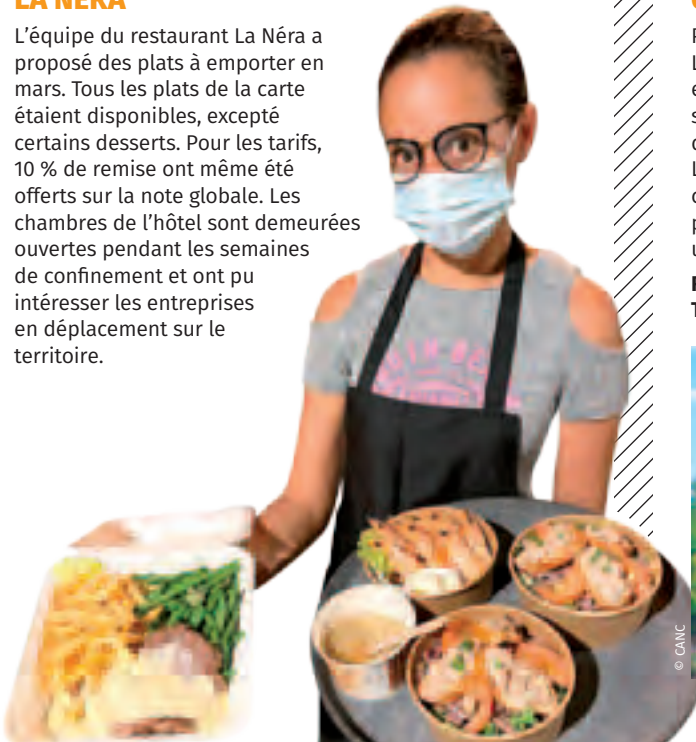 LA NÉRA
L'équipe du restaurant La Néra a
proposé des plats à emporter en
mars. Tous les plats de la carte
étaient disponibles, excepté
certains desserts. Pour les tarifs,
10 % de remise ont même été
offerts sur la note globale. Les
chambres de l'hôtel sont demeurées
ouvertes pendant les semaines
de confinement et ont pu
intéresser les entreprises
en déplacement sur le
territoire.
© CANC